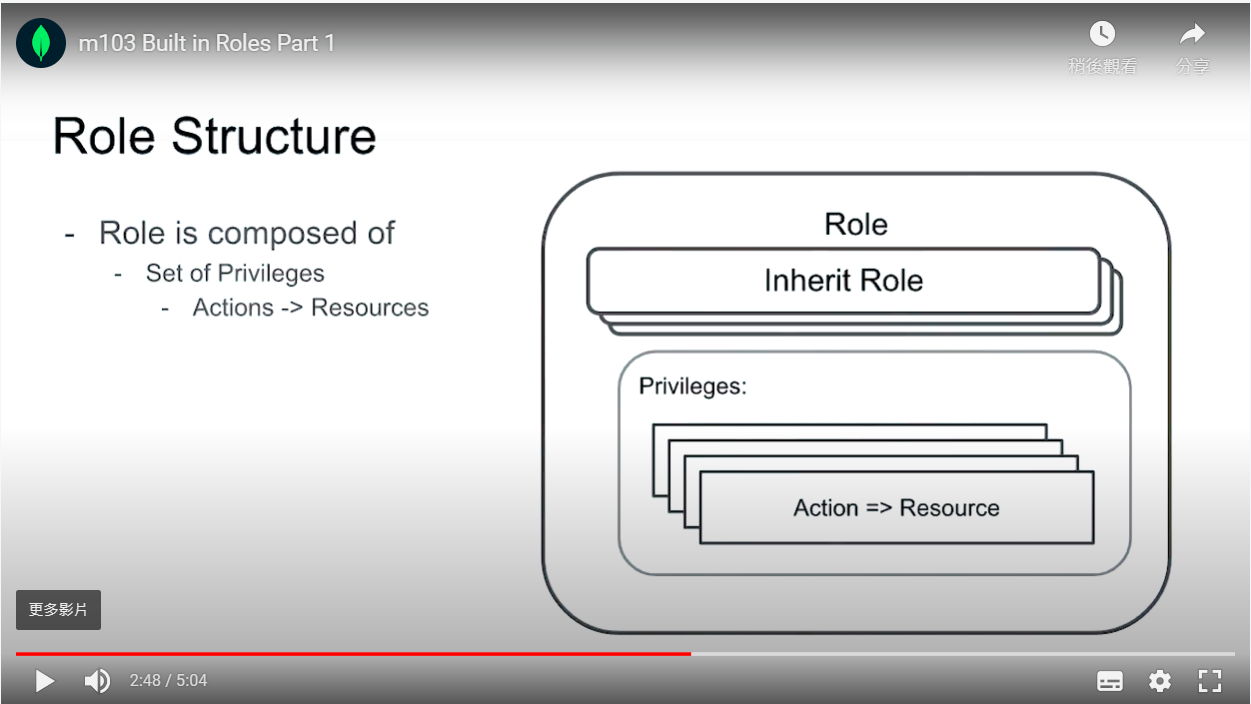 m103 Built in Roles Part 1
稍後觀看
分享
Role Structure
- Role is composed of
- Set of Privileges
- Actions -> Resources
Role
Inherit Role
Privileges:
Action => Resource
更多影片
2:48 / 5:04